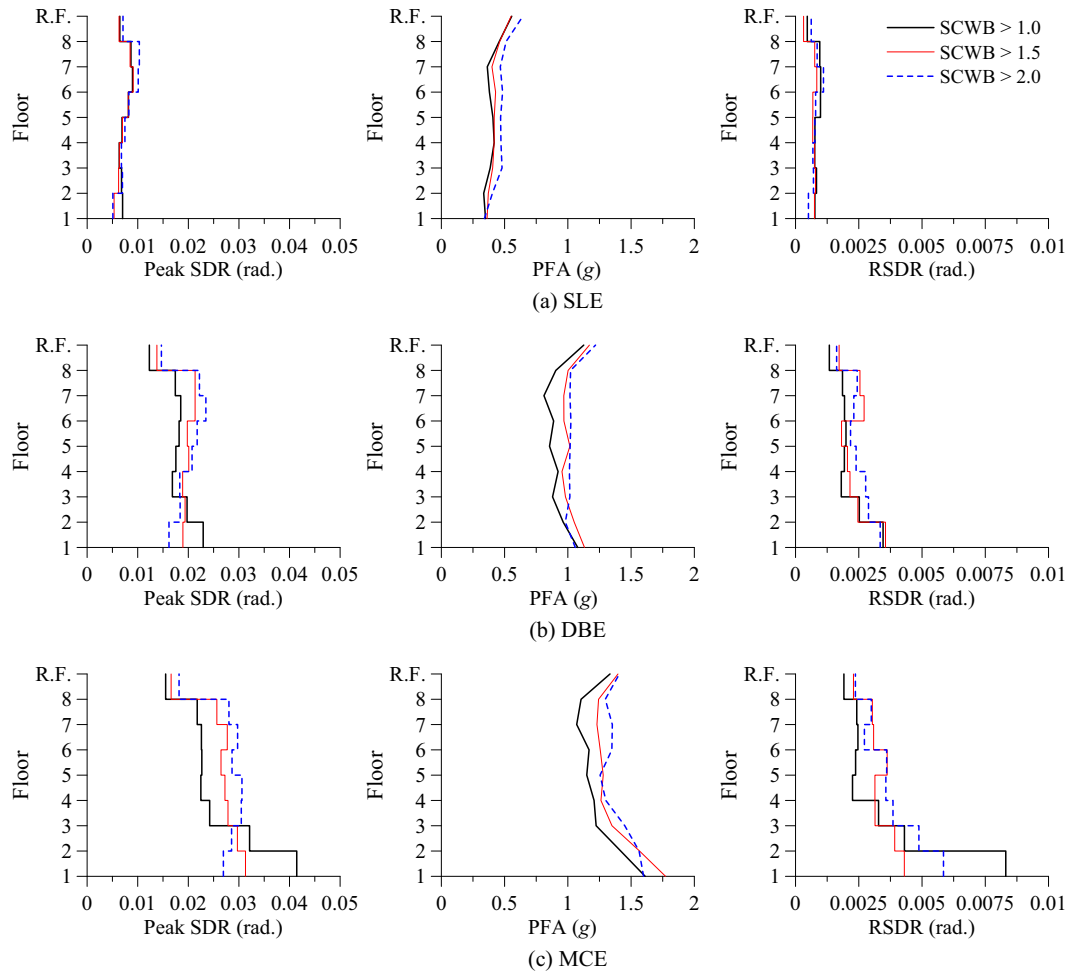 R.F.
8
7
6
5
4
3
2
1
Floor
0 0.01 0.02 0.03 0.04 0.05
Peak SDR (rad.)
R.F.
8
7
6
5
4
3
2
1
Floor
0 0.5 1 1.5 2
PFA (g)
R.F.
8
7
6
5
4
3
2
1
Floor
0 0.0025 0.005 0.0075 0.01
RSDR (rad.)
SCWB > 1.0
SCWB > 1.5
SCWB > 2.0
(a) SLE
R.F.
8
7
6
5
4
3
2
1
Floor
0 0.01 0.02 0.03 0.04 0.05
Peak SDR (rad.)
R.F.
8
7
6
5
4
3
2
1
Floor
0 0.5 1 1.5 2
PFA (g)
R.F.
8
7
6
5
4
3
2
1
Floor
0 0.0025 0.005 0.0075 0.01
RSDR (rad.)
(b) DBE
R.F.
8
7
6
5
4
3
2
1
Floor
0 0.01 0.02 0.03 0.04 0.05
Peak SDR (rad.)
R.F.
8
7
6
5
4
3
2
1
Floor
0 0.5 1 1.5 2
PFA (g)
R.F.
8
7
6
5
4
3
2
1
Floor
0 0.0025 0.005 0.0075 0.01
RSDR (rad.)
(c) MCE